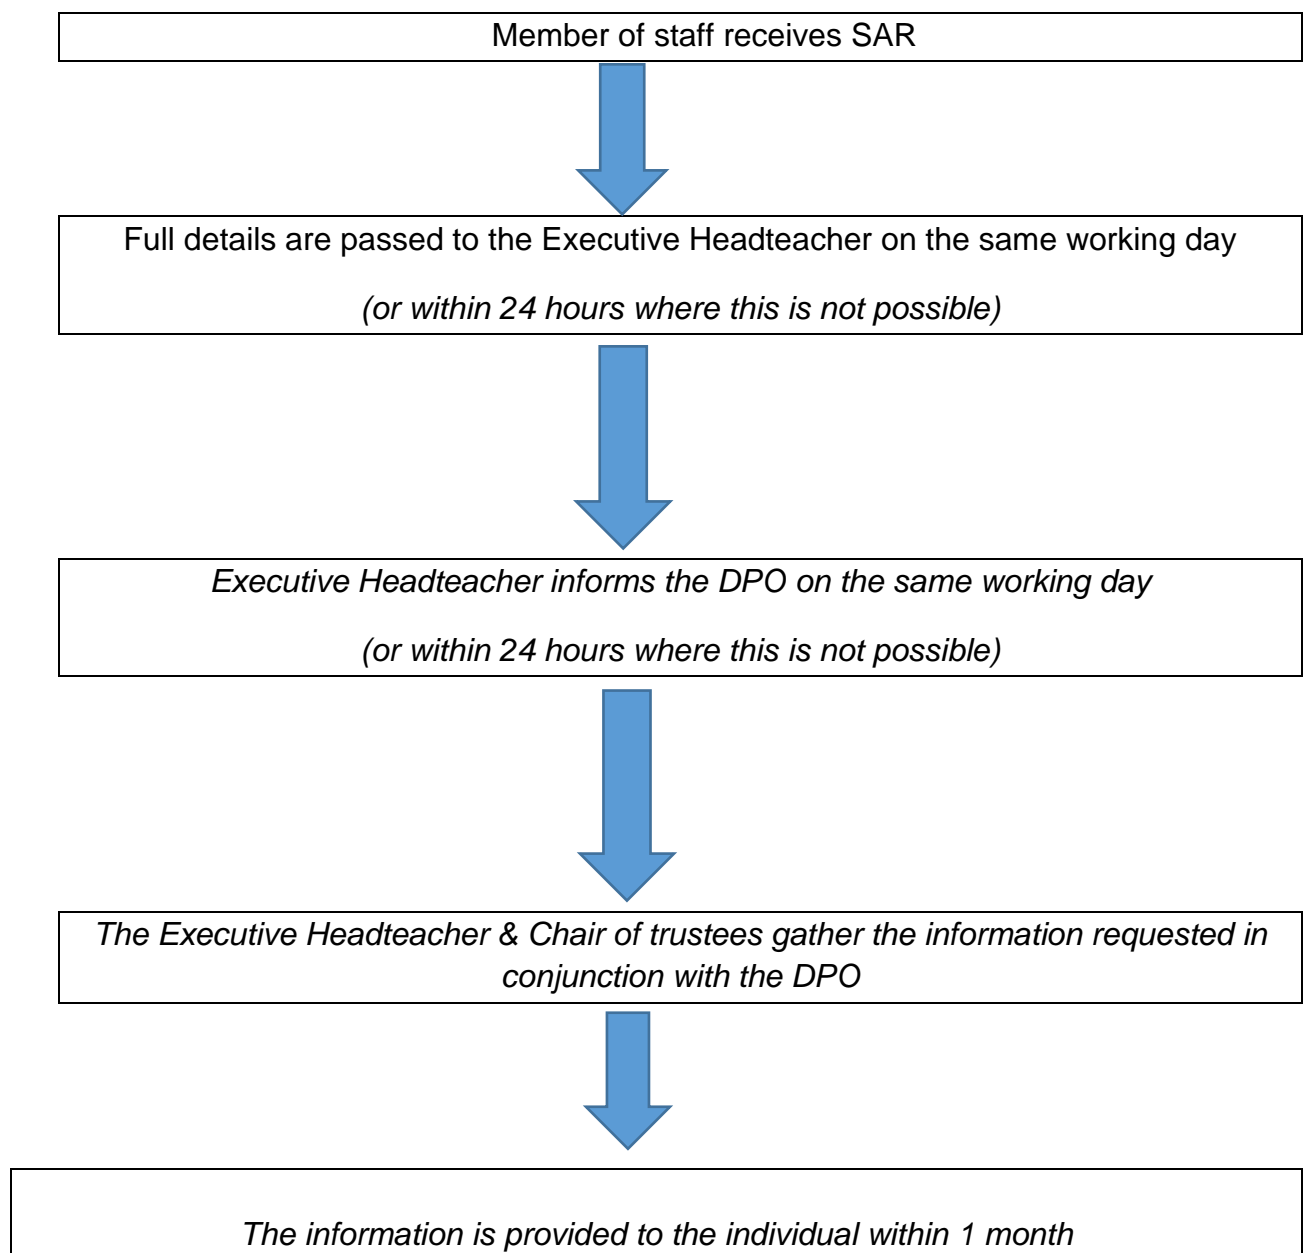 Member of staff receives SAR
Full details are passed to the Executive Headteacher on the same working day
(or within 24 hours where this is not possible)
Executive Headteacher informs the DPO on the same working day
(or within 24 hours where this is not possible)
The Executive Headteacher & Chair of trustees gather the information requested in
conjunction with the DPO
The information is provided to the individual within 1 month